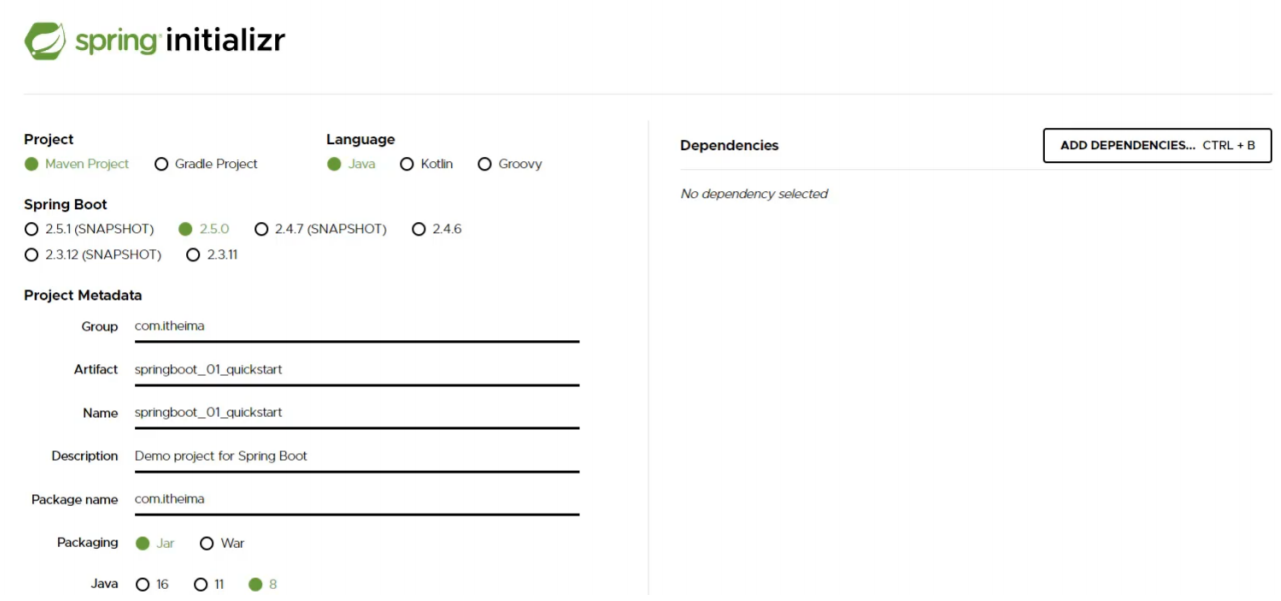 spring initializr
Project
Maven Project Gradle Project
Language
Java Kotlin Groovy
Spring Boot
2.5.1 (SNAPSHOT) 2.5.0 2.4.7 (SNAPSHOT) 2.4.6
2.3.12 (SNAPSHOT) 2.3.11
Project Metadata
Group com.itheima
Artifact springboot_01_quickstart
Name springboot_01_quickstart
Description Demo project for Spring Boot
Package name com.itheima
Packaging Jar War
Java 16 11 8
Dependencies
ADD DEPENDENCIES... CTRL + B
No dependency selected